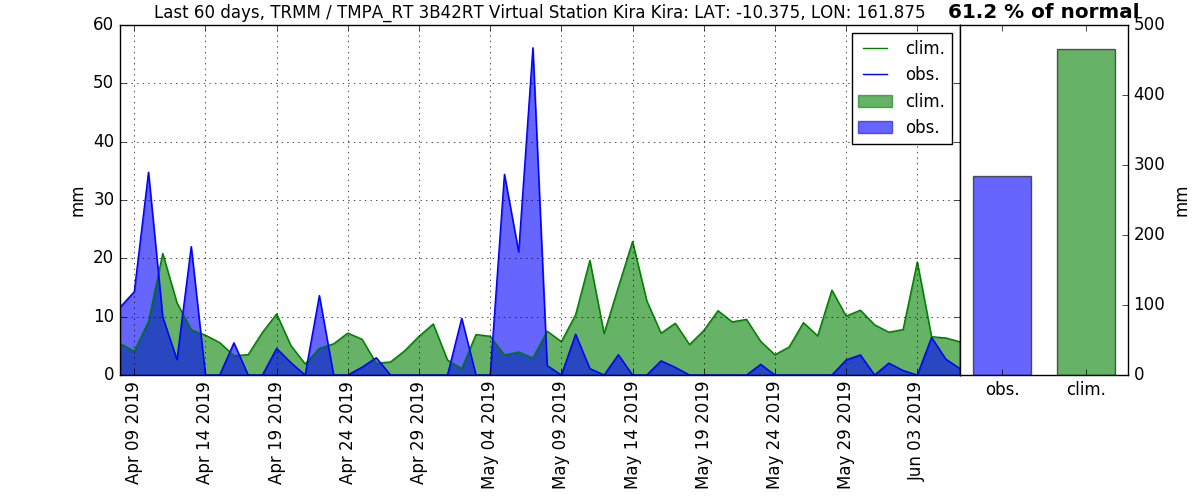 Last 60 days, TRMM / TMPA_RT 3B42RT Virtual Station Kira Kira: LAT: -10.375, LON: 161.875
61.2 % of normal
60
50
40
30
20
10
0
mm
clim.
obs.
clim.
obs.
500
400
300
200
100
0
mm
Apr 09 2019
Apr 14 2019
Apr 19 2019
Apr 24 2019
Apr 29 2019
May 04 2019
May 09 2019
May 14 2019
May 19 2019
May 24 2019
May 29 2019
Jun 03 2019
obs.
clim.